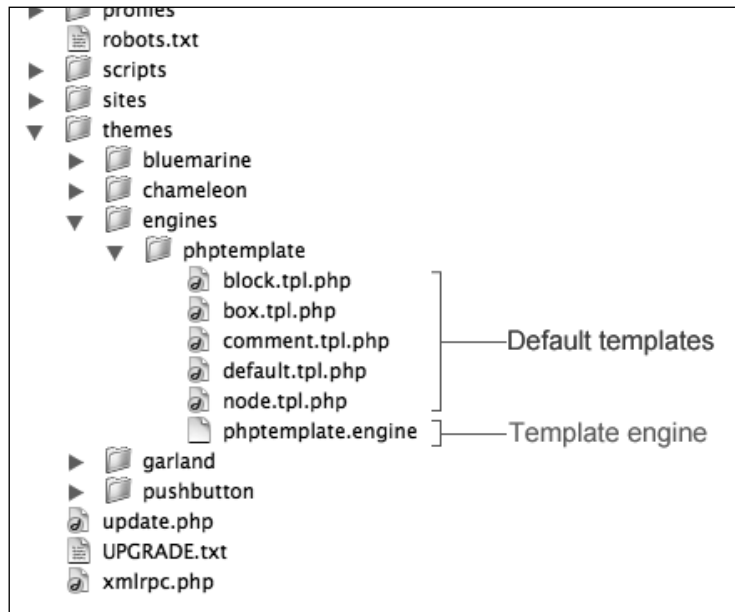 profiles
robots.txt
scripts
sites
themes
bluemarine
chameleon
engines
phptemplate
block.tpl.php
box.tpl.php
comment.tpl.php
default.tpl.php
node.tpl.php
Default templates
phptemplate.engine
Template engine
garland
pushbutton
update.php
UPGRADE.txt
xmlrpc.php